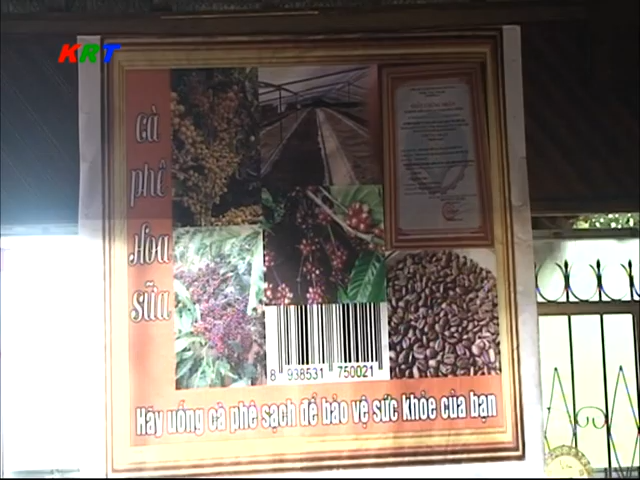 KRT
cà
phê
Hoa
sữa
8 938531 750021
Hãy uống cà phê sạch để bảo vệ sức khỏe của bạn